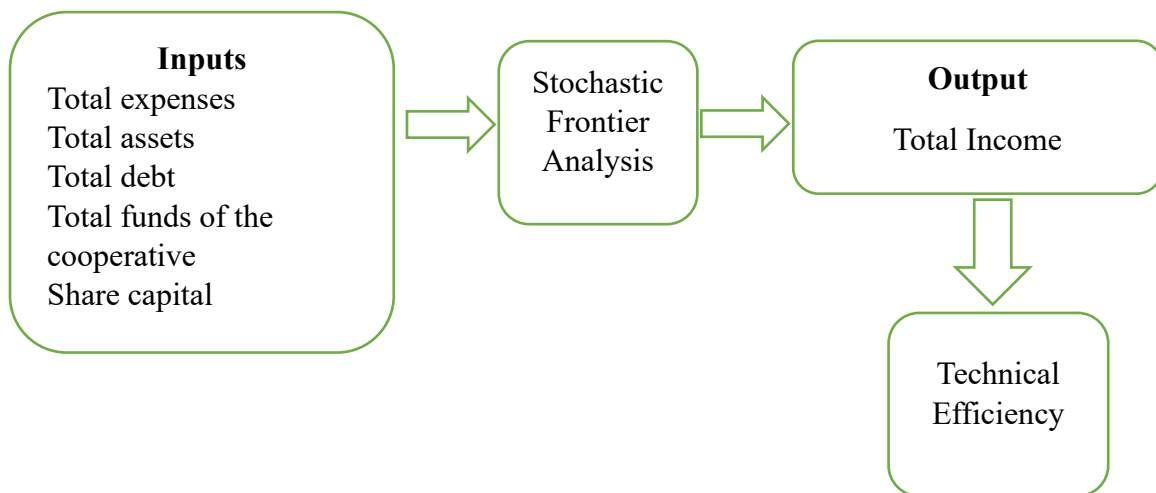 Inputs
Total expenses
Total assets
Total debt
Total funds of the
cooperative
Share capital
Stochastic
Frontier
Analysis
Output
Total Income
Technical
Efficiency